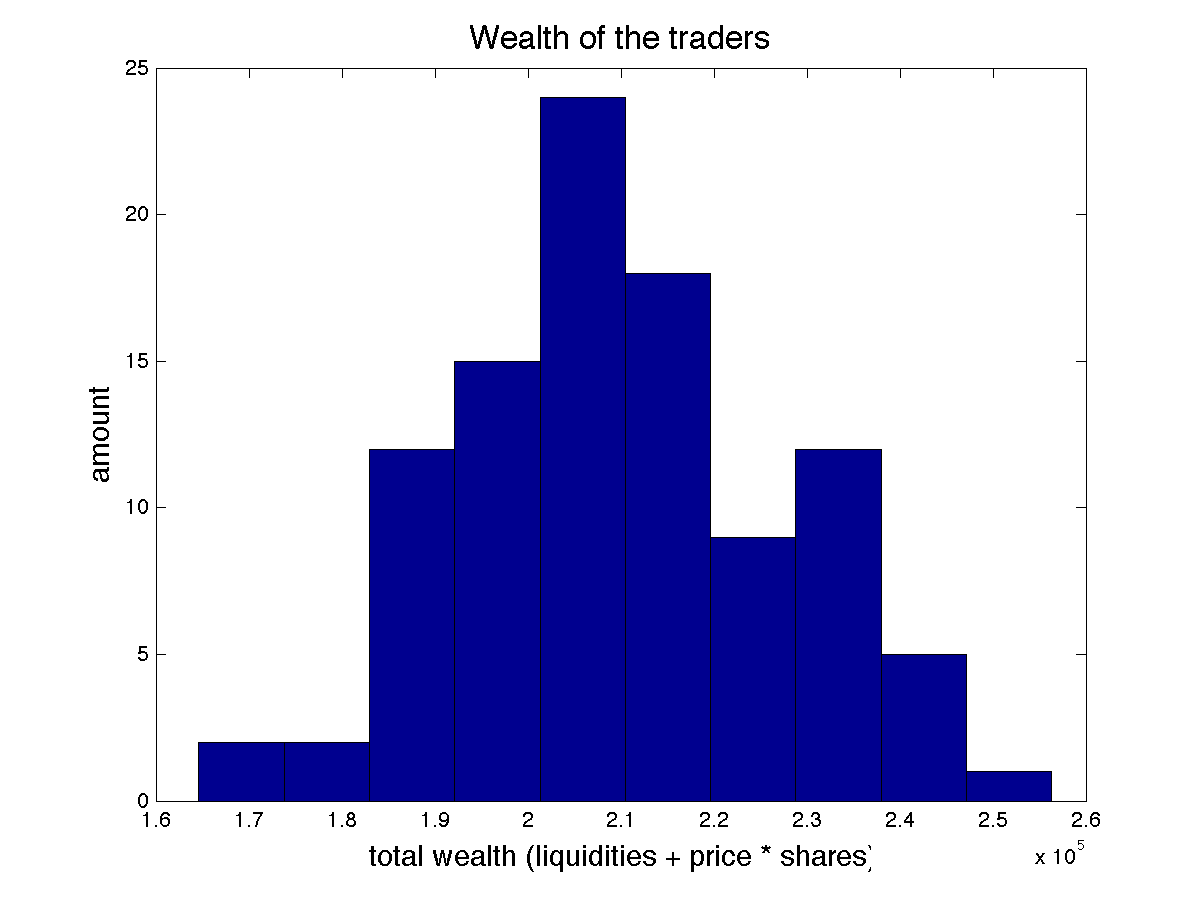 Wealth of the traders
25
20
15
10
5
0
amount
1.6 1.7 1.8 1.9 2 2.1 2.2 2.3 2.4 2.5 2.6
x 10^5
total wealth (liquidities + price * shares)